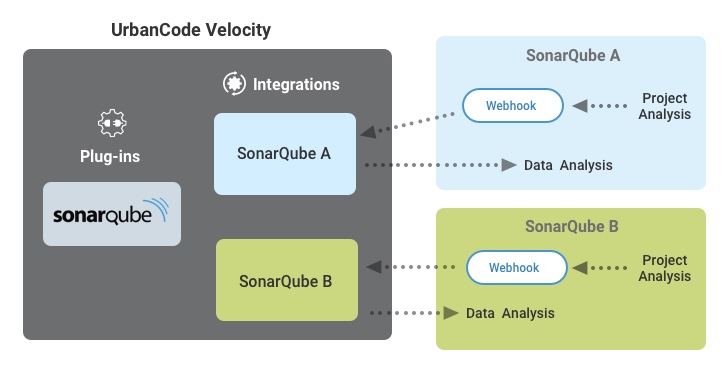 UrbanCode Velocity
Integrations
Plug-ins
sonarqube
SonarQube A
SonarQube B
SonarQube A
Webhook
Project
Analysis
Data Analysis
SonarQube B
Webhook
Project
Analysis
Data Analysis